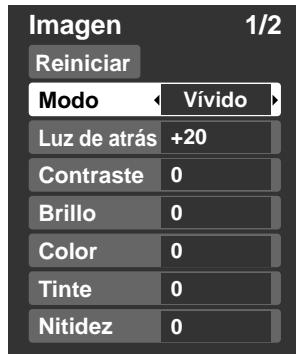 Imagen 1/2
Reiniciar
Modo Vívido
Luz de atrás +20
Contraste 0
Brillo 0
Color 0
Tinte 0
Nitidez 0